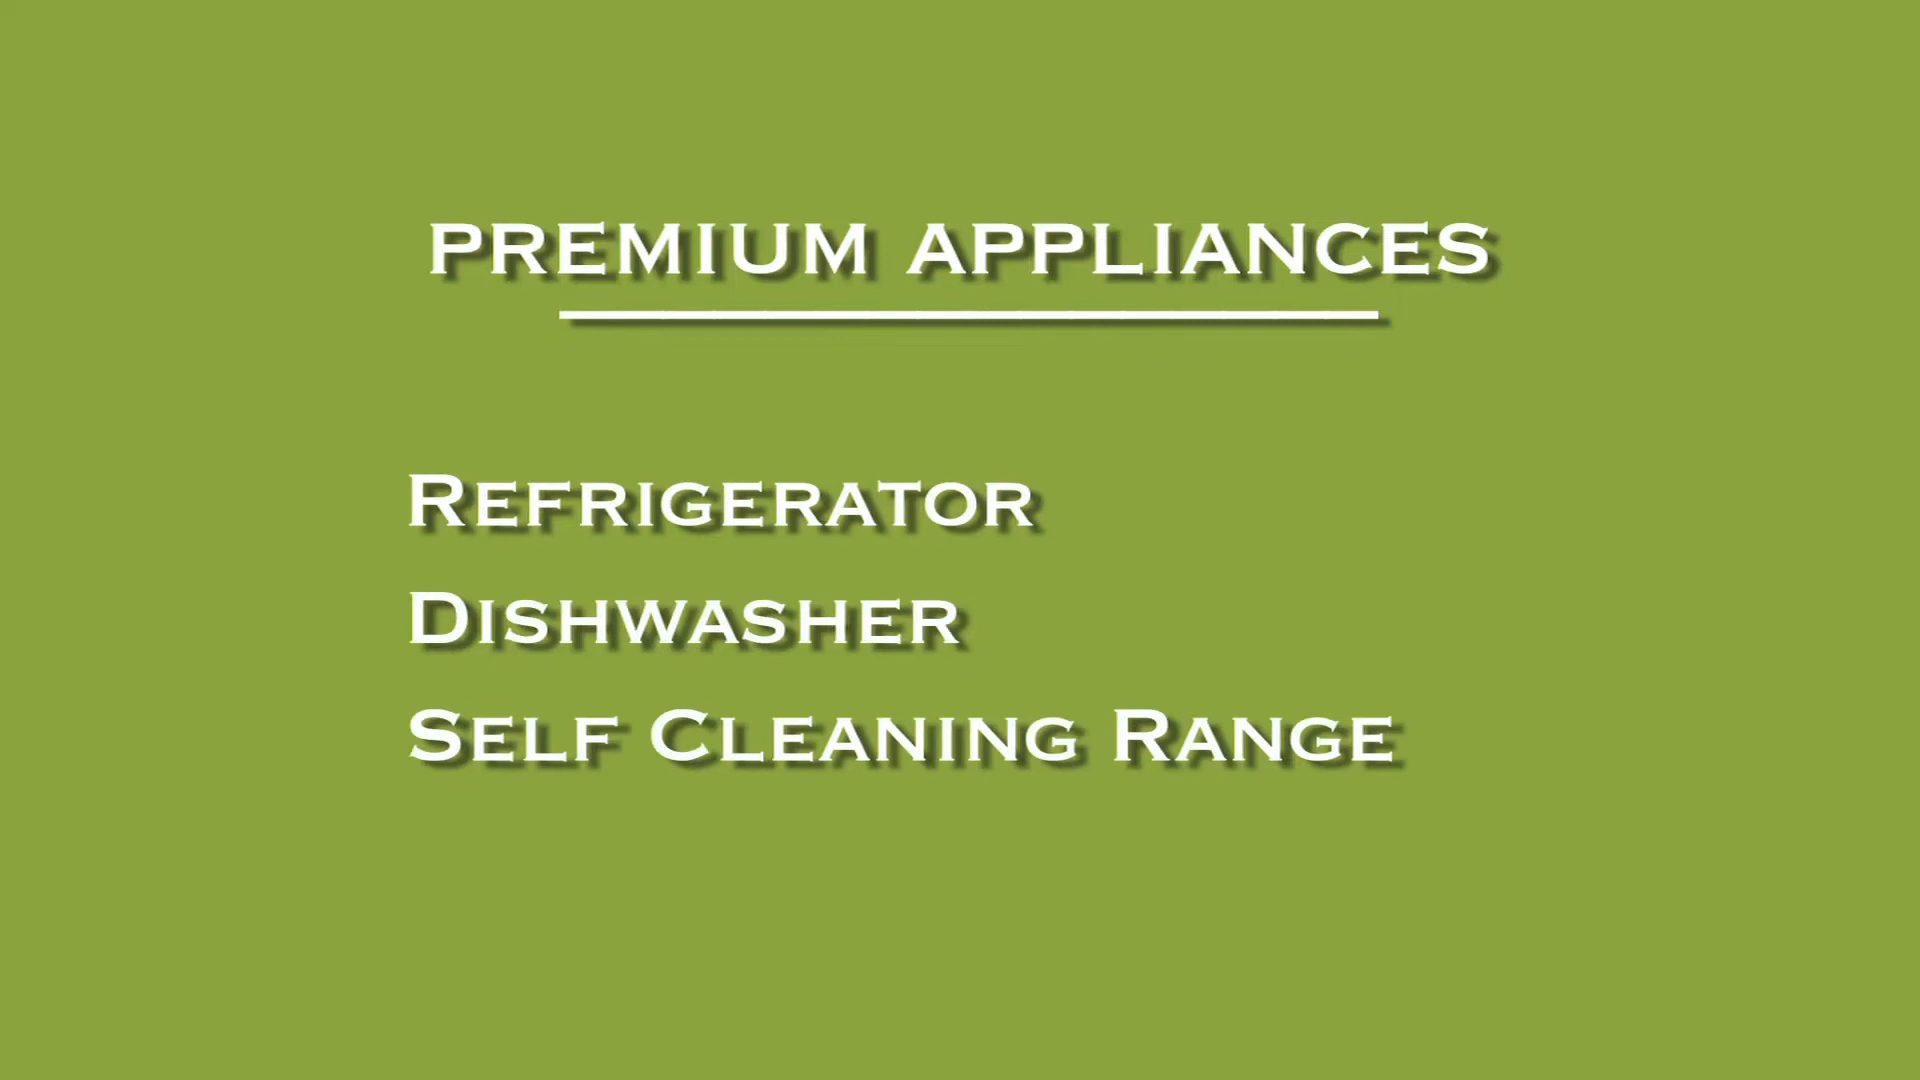 PREMIUM APPLIANCES
Refrigerator
Dishwasher
Self Cleaning Range